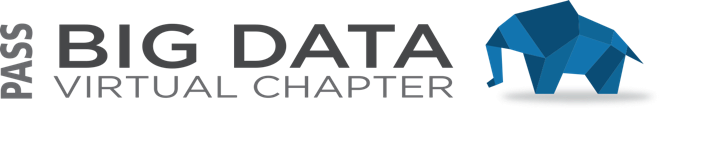 PASS
BIG DATA
VIRTUAL CHAPTER